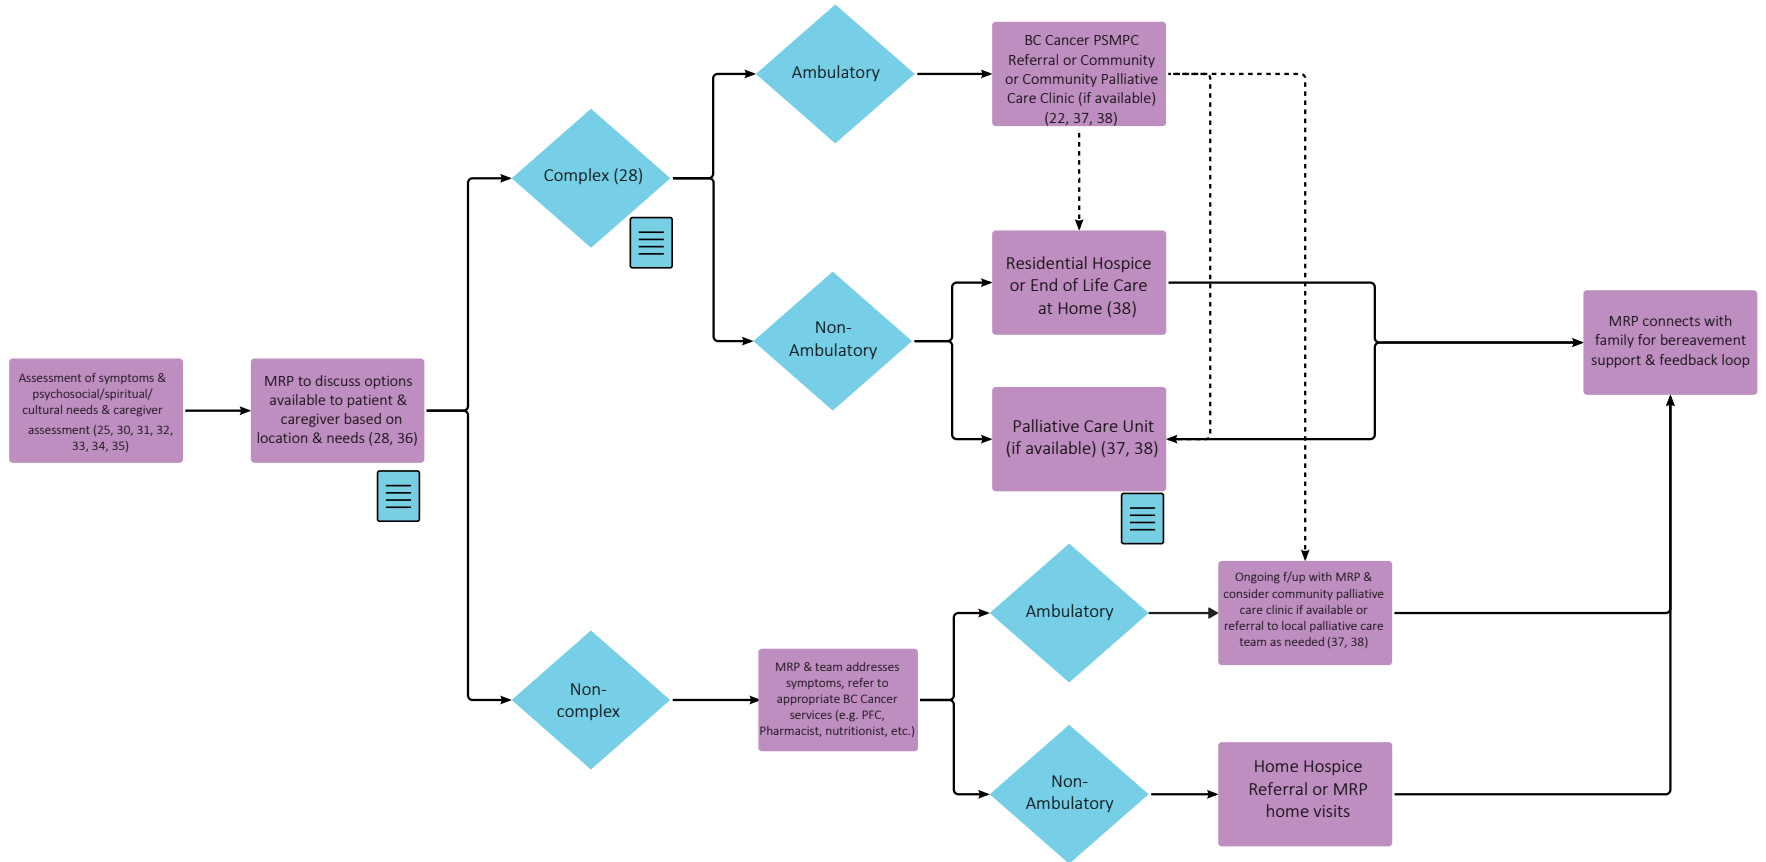 Assessment of symptoms &
psychosocial/spiritual/
cultural needs & caregiver
assessment (25, 30, 31, 32,
33, 34, 35)
MRP to discuss options
available to patient &
caregiver based on
location & needs (28, 36)
Complex (28)
Ambulatory
BC Cancer PSMPC
Referral or Community
or Community Palliative
Care Clinic (if available)
(22, 37, 38)
Non-
Ambulatory
Residential Hospice
or End of Life Care
at Home (38)
Palliative Care Unit
(if available) (37, 38)
MRP connects with
family for bereavement
support & feedback loop
Non-
complex
MRP & team addresses
symptoms, refer to
appropriate BC Cancer
services (e.g. PFC,
Pharmacist, nutritionist, etc.)
Ambulatory
Ongoing f/up with MRP &
consider community palliative
care clinic if available or
referral to local palliative care
team as needed (37, 38)
Non-
Ambulatory
Home Hospice
Referral or MRP
home visits